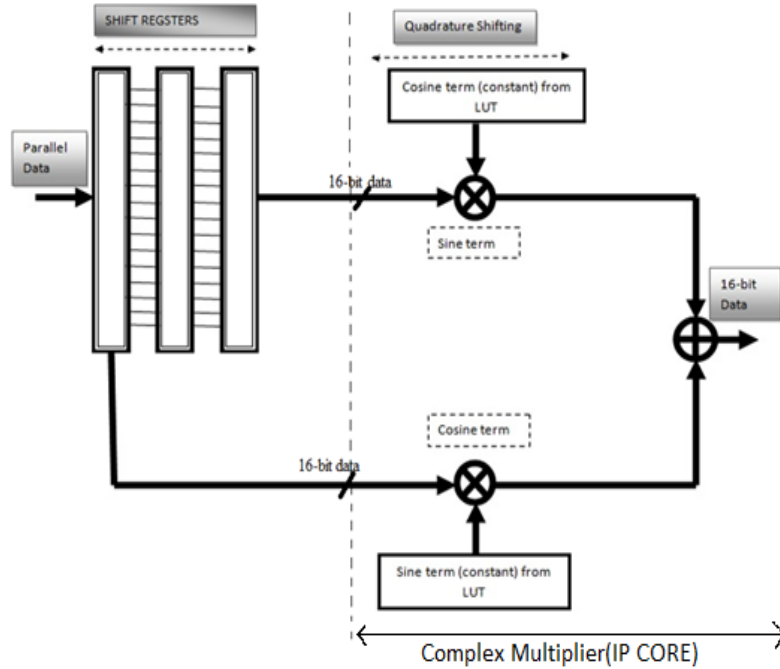 SHIFT REGSTERS
Quadrature Shifting
Cosine term (constant) from
LUT
Parallel
Data
16-bit data
Sine term
16-bit
Data
Cosine term
16-bit data
Sine term (constant) from
LUT
Complex Multiplier(IP CORE)